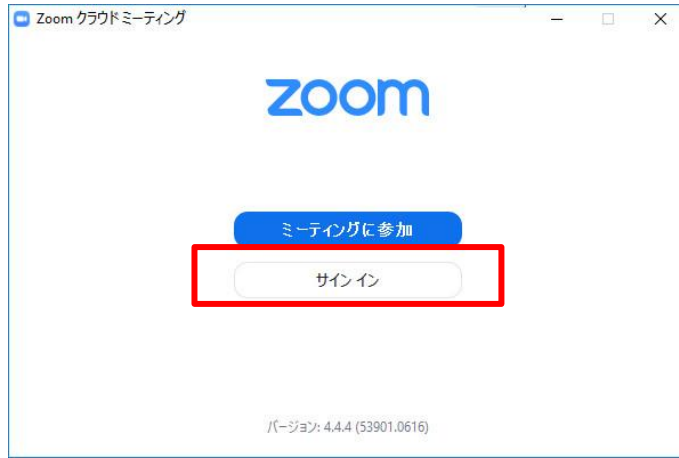 Zoom クラウドミーティング
zoom
ミーティングに参加
サイン イン
バージョン: 4.4.4 (53901.0616)